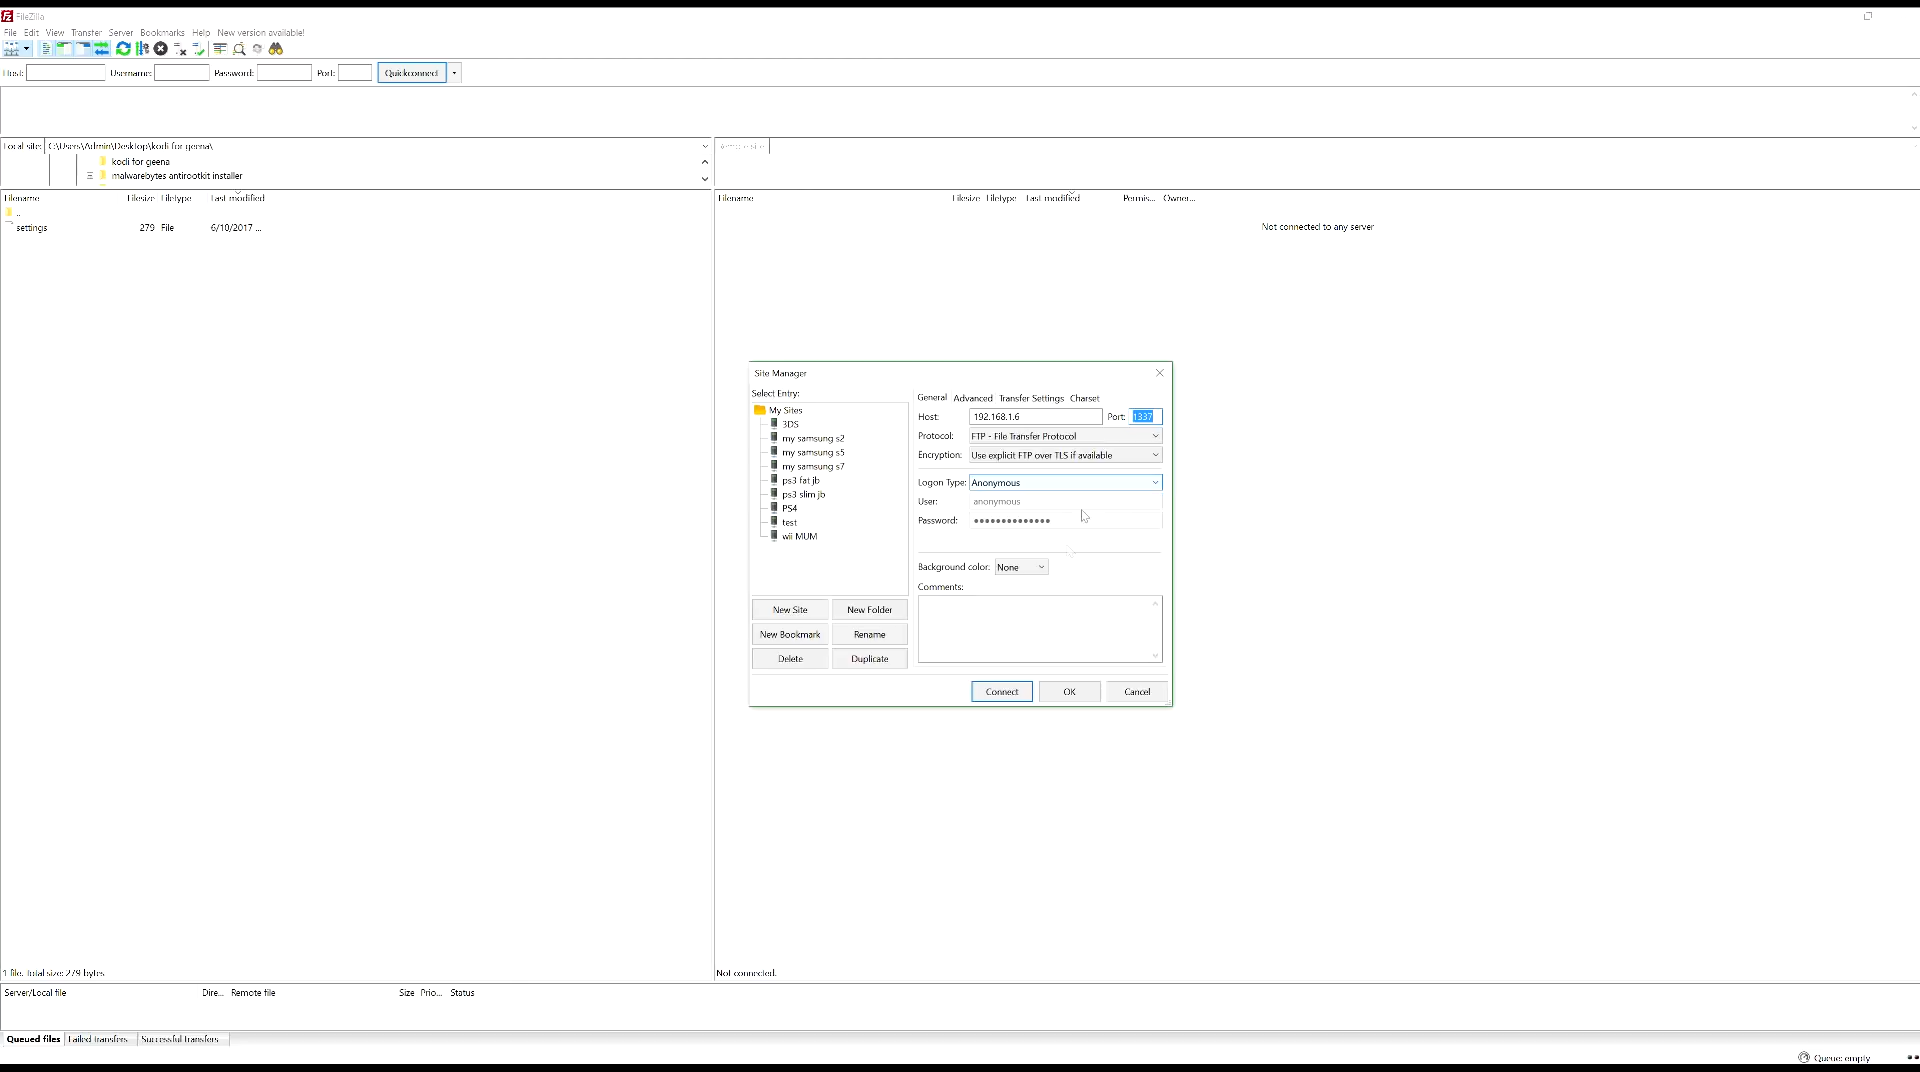 FileZilla
File Edit View Transfer Server Bookmarks Help New version available!
Host: Username: Password: Port: Quickconnect
Local site: C:\Users\Admin\Desktop\kodi for geena\
Remote site:
kodi for geena
malwarebytes antirootkit installer
Filename Filesize Filetype Last modified
Filename Filesize Filetype Last modified Permis... Owner...
..
settings 279 File 6/10/2017 ...
Not connected to any server
Site Manager
Select Entry:
My Sites
3DS
my samsung s2
my samsung s5
my samsung s7
ps3 fat jb
ps3 slim jb
PS4
test
wii MUM
New Site New Folder
New Bookmark Rename
Delete Duplicate
General Advanced Transfer Settings Charset
Host: 192.168.1.6 Port: 1337
Protocol: FTP - File Transfer Protocol
Encryption: Use explicit FTP over TLS if available
Logon Type: Anonymous
User: anonymous
Password: ••••••••••••••
Background color: None
Comments:
Connect OK Cancel
1 file. Total size: 279 bytes
Not connected.
Server/Local file Dire... Remote file Size Prio... Status
Queued files Failed transfers Successful transfers
Queue: empty